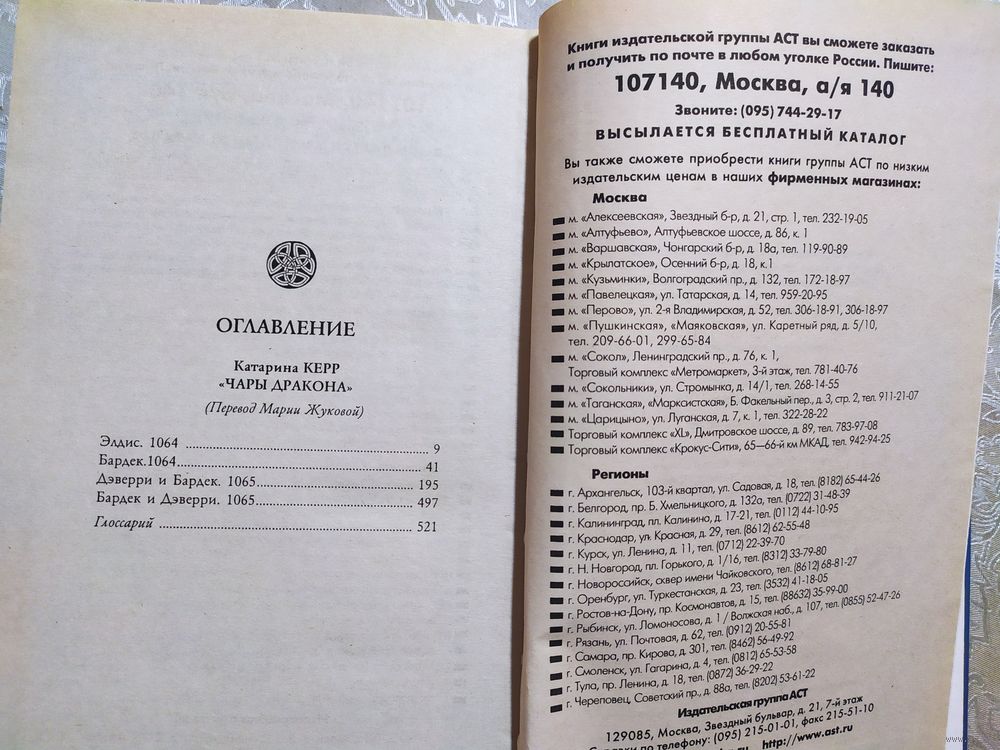 ОГЛАВЛЕНИЕ
Катарина КЕРР
«ЧАРЫ ДРАКОНА»
(Перевод Марии Жуковой)
Элдис. 1064 ........ 9
Бардек.1064 ........ 41
Дэверри и Бардек. 1065 ........ 195
Бардек и Дэверри. 1065 ........ 497
Глоссарий ........ 521
Книги издательской группы АСТ вы сможете заказать
и получить по почте в любом уголке России. Пишите:
107140, Москва, а/я 140
Звоните: (095) 744-29-17
ВЫСЫЛАЕТСЯ БЕСПЛАТНЫЙ КАТАЛОГ
Вы также сможете приобрести книги группы АСТ по низким
издательским ценам в наших фирменных магазинах:
Москва
м. «Алексеевская», Звездный б-р, д. 21, стр. 1, тел. 232-19-05
м. «Алтуфьево», Алтуфьевское шоссе, д. 86, к. 1
м. «Варшавская», Чонгарский б-р, д. 18а, тел. 119-90-89
м. «Крылатское», Осенний б-р, д. 18, к.1
м. «Кузьминки», Волгоградский пр., д. 132, тел. 172-18-97
м. «Павелецкая», ул. Татарская, д. 14, тел. 959-20-95
м. «Перово», ул. 2-я Владимирская, д. 52, тел. 306-18-91, 306-18-97
м. «Пушкинская», «Маяковская», ул. Каретный ряд, д. 5/10,
тел. 209-66-01, 299-65-84
м. «Сокол», Ленинградский пр., д. 76, к. 1,
Торговый комплекс «Метромаркет», 3-й этаж, тел. 781-40-76
м. «Сокольники», ул. Стромынка, д. 14/1, тел. 268-14-55
м. «Таганская», «Марксистская», Б. Факельный пер., д. 3, стр. 2, тел. 911-21-07
м. «Царицыно», ул. Луганская, д. 7, к. 1, тел. 322-28-22
Торговый комплекс «XL», Дмитровское шоссе, д. 89, тел. 783-97-08
Торговый комплекс «Крокус-Сити», 65—66-й км МКАД, тел. 942-94-25
Регионы
г. Архангельск, 103-й квартал, ул. Садовая, д. 18, тел. (8182) 65-44-26
г. Белгород, пр. Б. Хмельницкого, д. 132а, тел. (0722) 31-48-39
г. Калининград, пл. Калинина, д. 17-21, тел. (0112) 44-10-95
г. Краснодар, ул. Красная, д. 29, тел. (8612) 62-55-48
г. Курск, ул. Ленина, д. 11, тел. (0712) 22-39-70
г. Н. Новгород, пл. Горького, д. 1/16, тел. (8312) 33-79-80
г. Новороссийск, сквер имени Чайковского, тел. (8612) 68-81-27
г. Оренбург, ул. Туркестанская, д. 23, тел. (3532) 41-18-05
г. Ростов-на-Дону, пр. Космонавтов, д. 15, тел. (88632) 35-99-00
г. Рыбинск, ул. Ломоносова, д. 1 / Волжская наб., д. 107, тел. (0855) 52-47-26
г. Рязань, ул. Почтовая, д. 62, тел. (0912) 20-55-81
г. Самара, пр. Кирова, д. 301, тел. (8462) 56-49-92
г. Смоленск, ул. Гагарина, д. 4, тел. (0812) 65-53-58
г. Тула, пр. Ленина, д. 18, тел. (0872) 36-29-22
г. Череповец, Советский пр., д. 88а, тел. (8202) 53-61-22
Издательская группа АСТ
129085, Москва, Звездный бульвар, д. 21, 7-й этаж
по телефону: (095) 215-01-01, факс 215-51-10
http://www.ast.ru